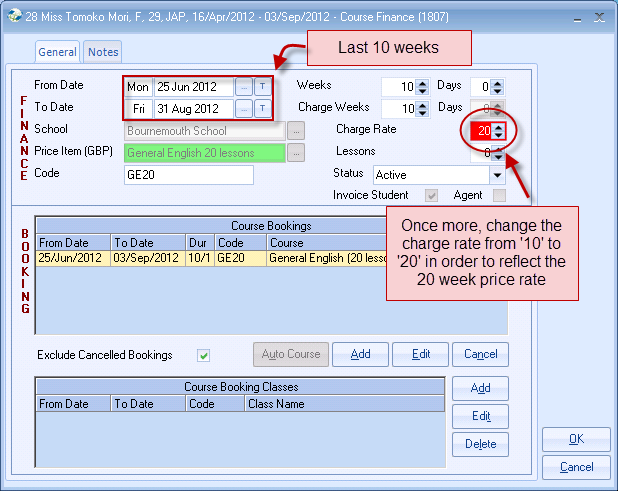 28 Miss Tomoko Mori, F, 29, JAP, 16/Apr/2012 - 03/Sep/2012 - Course Finance (1807)
General Notes
Last 10 weeks
From Date Mon 25 Jun 2012 ... T Weeks 10 Days 0
To Date Fri 31 Aug 2012 ... T Charge Weeks 10 Days 0
School Bournemouth School ... Charge Rate 20
Price Item (GBP) General English 20 lessons ... Lessons 0
Code GE20 Status Active
Invoice Student Agent
FINANCE
Once more, change the
charge rate from '10' to
'20' in order to reflect the
20 week price rate
BOOKING
Course Bookings
From Date To Date Dur Code Course
25/Jun/2012 03/Sep/2012 10/1 GE20 General English (20 lesso
Exclude Cancelled Bookings Auto Course Add Edit Cancel
Course Booking Classes
From Date To Date Code Class Name
Add
Edit
Delete
OK
Cancel